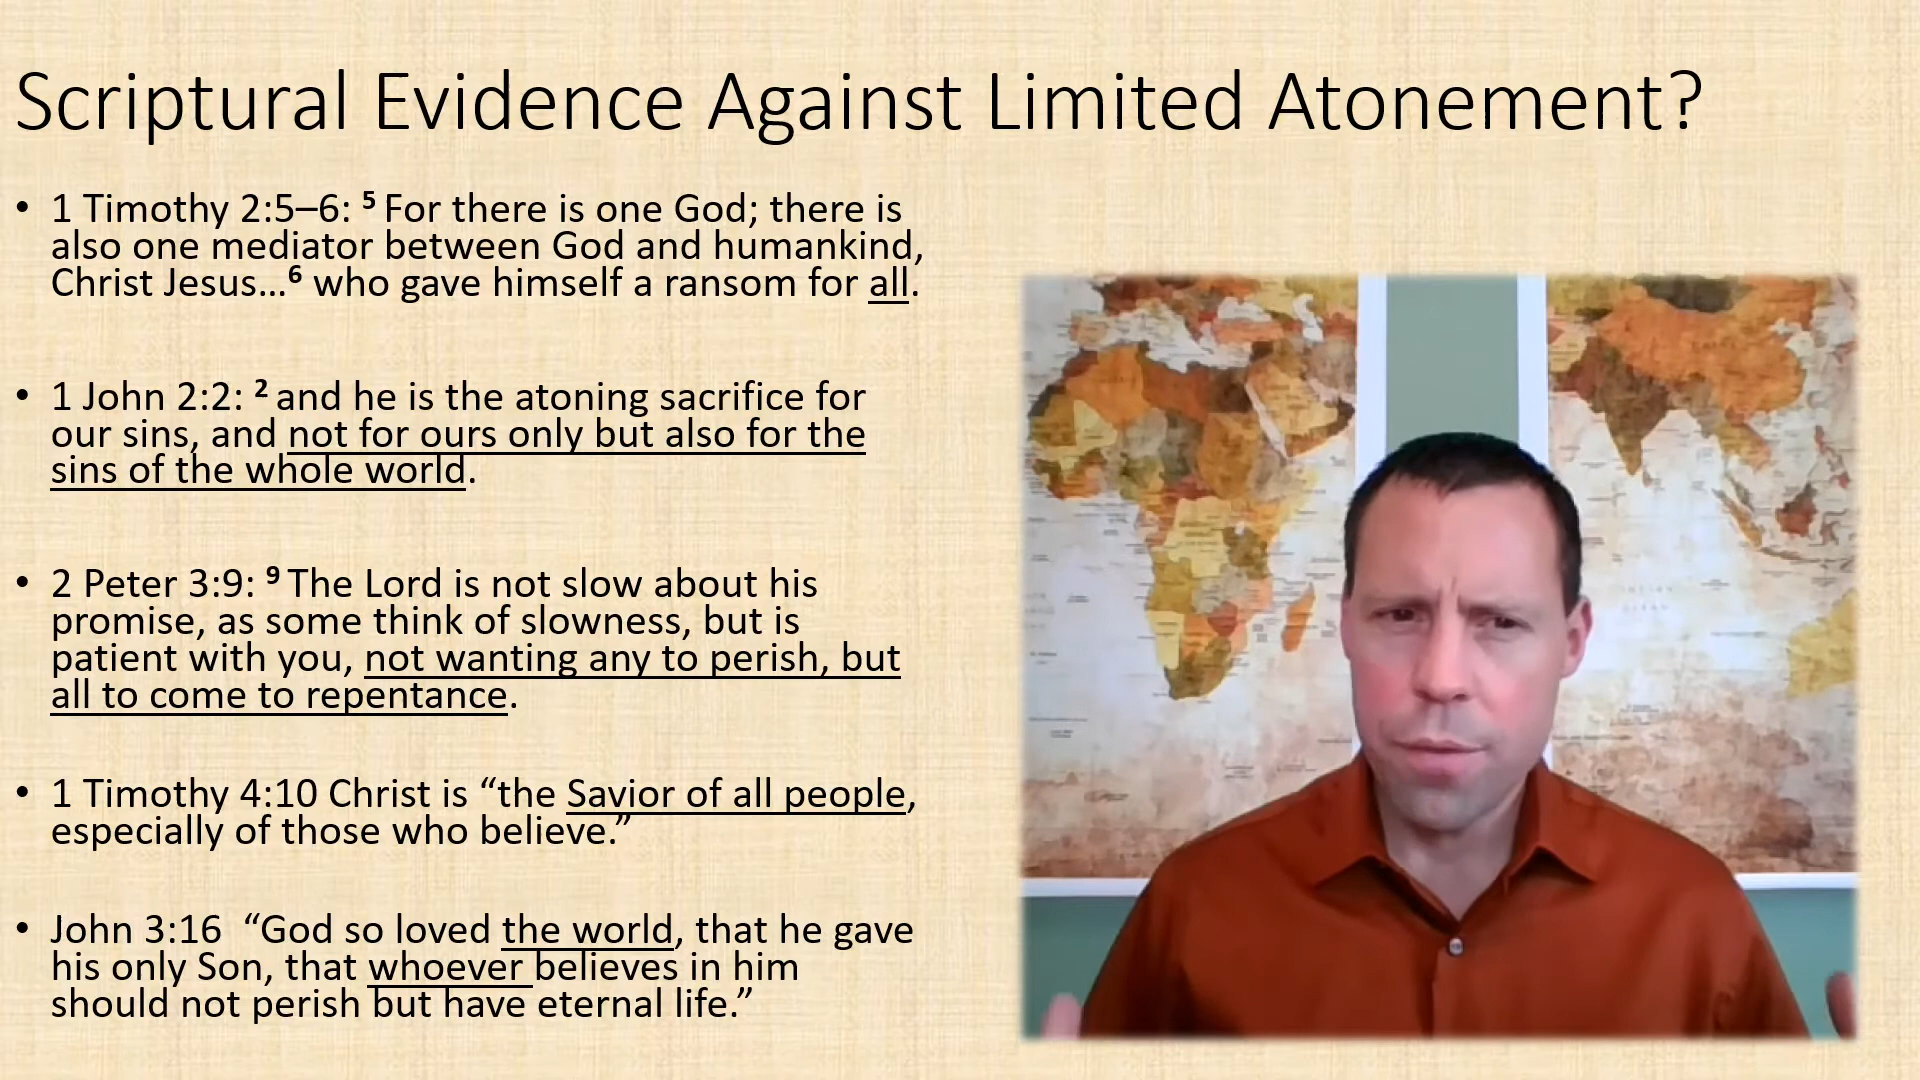 Scriptural Evidence Against Limited Atonement?
• 1 Timothy 2:5–6: ⁵ For there is one God; there is
also one mediator between God and humankind,
Christ Jesus…⁶ who gave himself a ransom for all.
• 1 John 2:2: ² and he is the atoning sacrifice for
our sins, and not for ours only but also for the
sins of the whole world.
• 2 Peter 3:9: ⁹ The Lord is not slow about his
promise, as some think of slowness, but is
patient with you, not wanting any to perish, but
all to come to repentance.
• 1 Timothy 4:10 Christ is “the Savior of all people,
especially of those who believe.”
• John 3:16  “God so loved the world, that he gave
his only Son, that whoever believes in him
should not perish but have eternal life.”